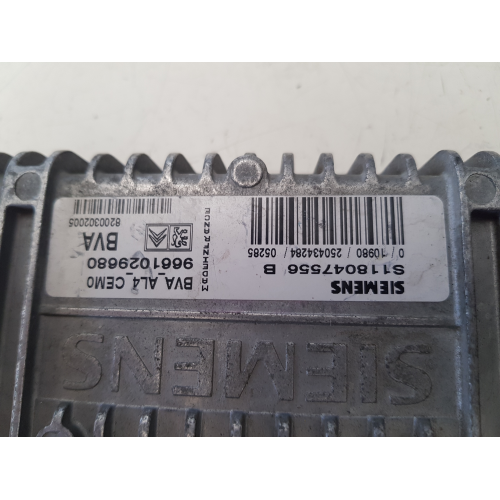 SIEMENS
S118047556 B
0 / 10980 / 250434284 / 05285
BVA_AL4_CEM0
9661029680
BVA
8200302005
SIEMENS